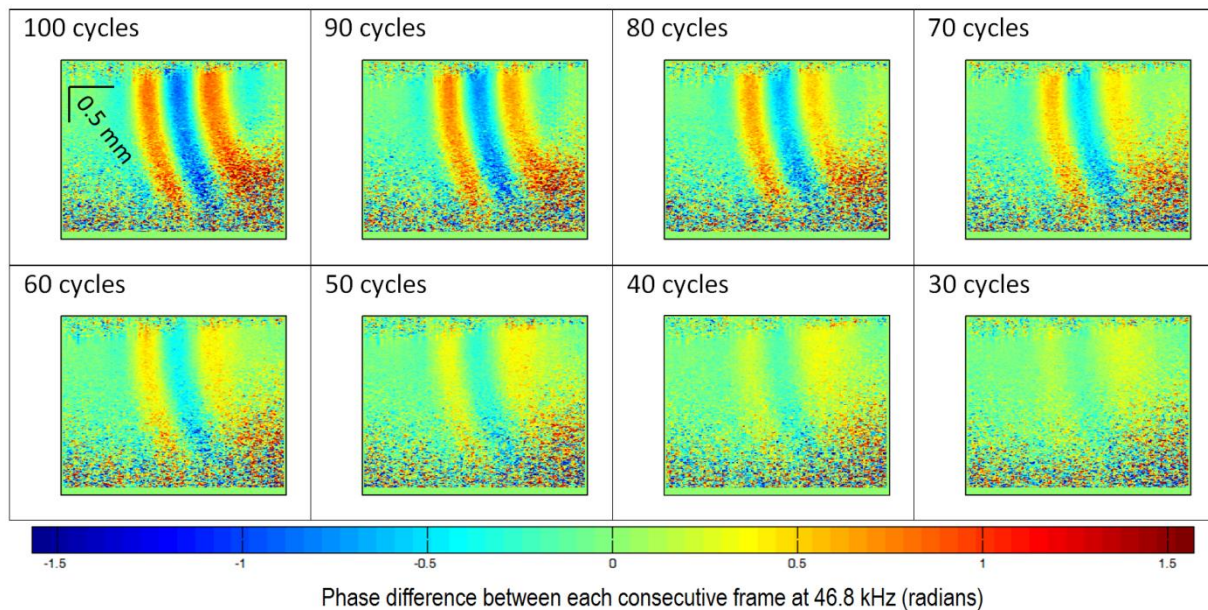 100 cycles
90 cycles
80 cycles
70 cycles
0.5 mm
60 cycles
50 cycles
40 cycles
30 cycles
-1.5 -1 -0.5 0 0.5 1 1.5
Phase difference between each consecutive frame at 46.8 kHz (radians)